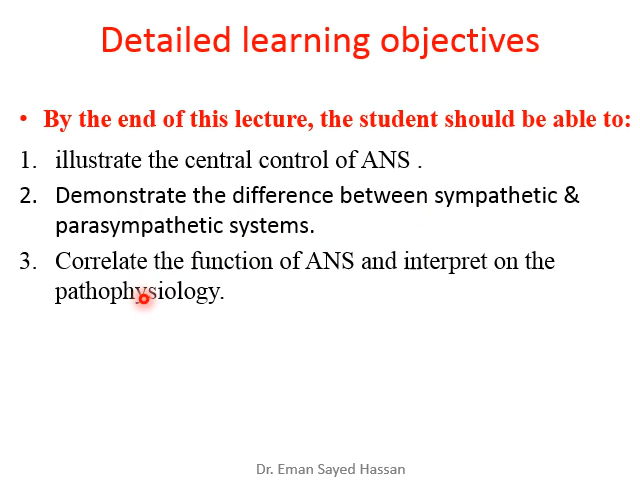 Detailed learning objectives
• By the end of this lecture, the student should be able to:
1. illustrate the central control of ANS .
2. Demonstrate the difference between sympathetic &
parasympathetic systems.
3. Correlate the function of ANS and interpret on the
pathophysiology.
Dr. Eman Sayed Hassan